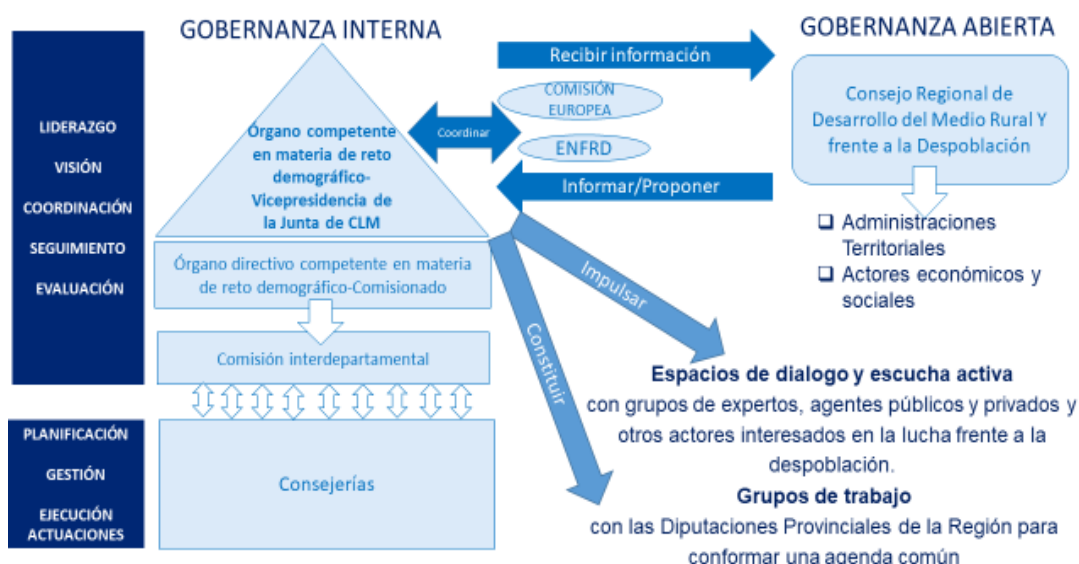 GOBERNANZA INTERNA
GOBERNANZA ABIERTA
LIDERAZGO
VISIÓN
COORDINACIÓN
SEGUIMIENTO
EVALUACIÓN
Órgano competente
en materia de reto
demográfico-
Vicepresidencia de
la Junta de CLM
Órgano directivo competente en materia
de reto demográfico-Comisionado
Comisión interdepartamental
PLANIFICACIÓN
GESTIÓN
EJECUCIÓN
ACTUACIONES
Consejerías
Recibir información
COMISIÓN
EUROPEA
Coordinar
ENFRD
Informar/Proponer
Consejo Regional de
Desarrollo del Medio Rural Y
frente a la Despoblación
❑ Administraciones
Territoriales
❑ Actores económicos y
sociales
Impulsar
Constituir
Espacios de dialogo y escucha activa
con grupos de expertos, agentes públicos y privados y
otros actores interesados en la lucha frente a la
despoblación.
Grupos de trabajo
con las Diputaciones Provinciales de la Región para
conformar una agenda común